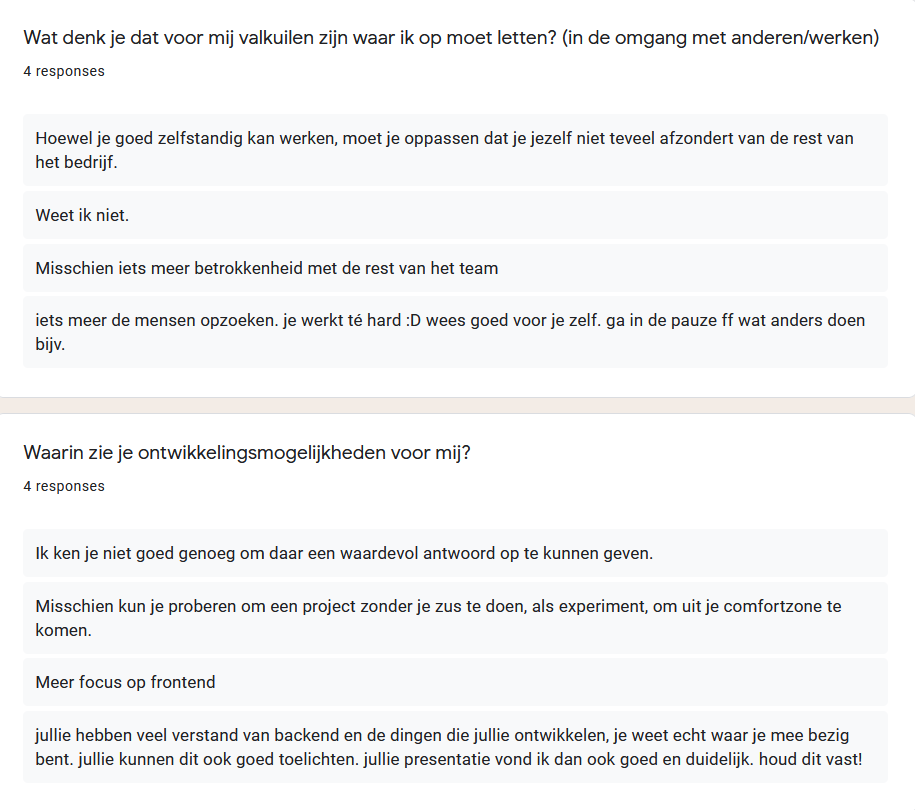 Wat denk je dat voor mij valkuilen zijn waar ik op moet letten? (in de omgang met anderen/werken)
4 responses
Hoewel je goed zelfstandig kan werken, moet je oppassen dat je jezelf niet teveel afzondert van de rest van
het bedrijf.
Weet ik niet.
Misschien iets meer betrokkenheid met de rest van het team
iets meer de mensen opzoeken. je werkt té hard :D wees goed voor je zelf. ga in de pauze ff wat anders doen
bijv.
Waarin zie je ontwikkelingsmogelijkheden voor mij?
4 responses
Ik ken je niet goed genoeg om daar een waardevol antwoord op te kunnen geven.
Misschien kun je proberen om een project zonder je zus te doen, als experiment, om uit je comfortzone te
komen.
Meer focus op frontend
jullie hebben veel verstand van backend en de dingen die jullie ontwikkelen, je weet echt waar je mee bezig
bent. jullie kunnen dit ook goed toelichten. jullie presentatie vond ik dan ook goed en duidelijk. houd dit vast!